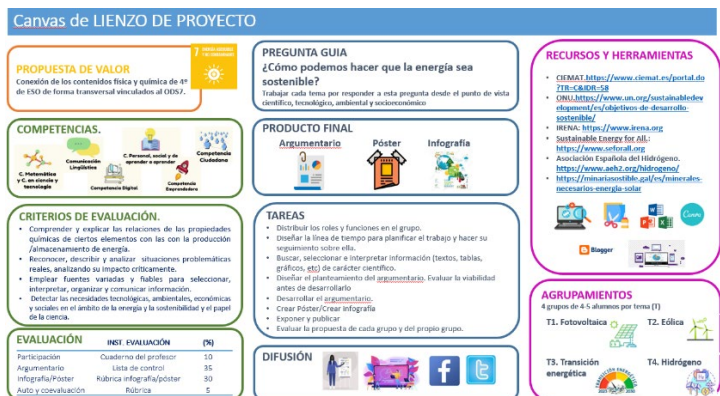 Canvas de LIENZO DE PROYECTO
PROPUESTA DE VALOR
Conexión de los contenidos física y química de 4º
de ESO de forma transversal vinculados al ODS7.
7
COMPETENCIAS.
C. Matemática
y C. en ciencia y
tecnología
Comunicación
Lingüística
Competencia Digital
C. Personal, social y de
aprender a aprender
Competencia
Emprendedora
Competencia
Ciudadana
CRITERIOS DE EVALUACIÓN.
• Comprender y explicar las relaciones de las propiedades
químicas de ciertos elementos con las con la producción
/almacenamiento de energía.
• Reconocer, describir y analizar situaciones problemáticas
reales, analizando su impacto críticamente.
• Emplear fuentes variadas y fiables para seleccionar,
interpretar, organizar y comunicar información.
• Detectar las necesidades tecnológicas, ambientales, económicas
y sociales en el ámbito de la energía y la sostenibilidad y el papel
de la ciencia.
EVALUACIÓN INST. EVALUACIÓN (%)
Participación Cuaderno del profesor 10
Argumentario Lista de control 35
Infografía/Póster Rúbrica infografía/póster 30
Auto y coevaluación Rúbrica 5
PREGUNTA GUIA
¿Cómo podemos hacer que la energía sea
sostenible?
Trabajar cada tema por responder a esta pregunta desde el punto de vista
científico, tecnológico, ambiental y socioeconómico
PRODUCTO FINAL
Argumentario Póster Infografía
TAREAS
• Distribuir los roles y funciones en el grupo.
• Diseñar la línea de tiempo para planificar el trabajo y hacer su
seguimiento sobre ella.
• Buscar, seleccionar e interpretar información (textos, tablas,
gráficos, etc) de carácter científico.
• Diseñar el planteamiento del argumentario. Evaluar la viabilidad
antes de desarrollarlo
• Desarrollar el argumentario.
• Crear Póster/Crear Infografía
• Exponer y publicar
• Evaluar la propuesta de cada grupo y del propio grupo.
DIFUSIÓN
RECURSOS Y HERRAMIENTAS
• CIEMAT.https://www.ciemat.es/portal.do
?TR=C&IDR=58
• ONU.https://www.un.org/sustainabledev
elopment/es/objetivos-de-desarrollo-
sostenible/
• IRENA: https://www.irena.org
• Sustainable Energy for All.:
https://www.seforall.org
• Asociación Española del Hidrógeno.
https://www.aeh2.org/hidrogeno/
• https://minariasostible.gal/es/minerales-
necesarios-energia-solar
Canva
Blogger
AGRUPAMIENTOS
4 grupos de 4-5 alumnos por tema (T)
T1. Fotovoltaica
T2. Eólica
T3. Transición
energética
T4. Hidrógeno